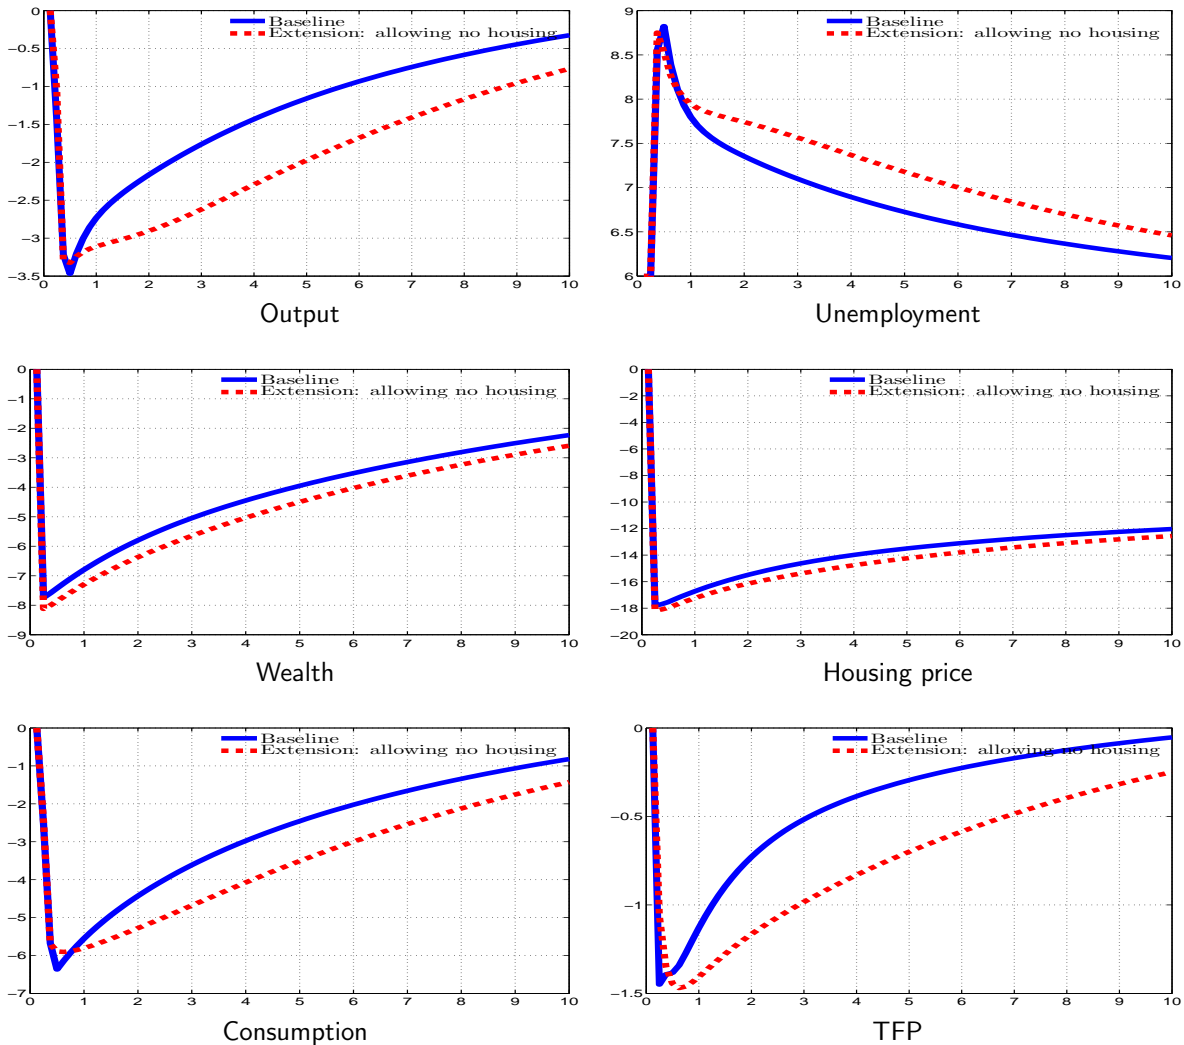 Baseline
Extension: allowing no housing
0
−0.5
−1
−1.5
−2
−2.5
−3
−3.5
0 1 2 3 4 5 6 7 8 9 10
Output
Baseline
Extension: allowing no housing
9
8.5
8
7.5
7
6.5
6
0 1 2 3 4 5 6 7 8 9 10
Unemployment
Baseline
Extension: allowing no housing
0
−1
−2
−3
−4
−5
−6
−7
−8
−9
0 1 2 3 4 5 6 7 8 9 10
Wealth
Baseline
Extension: allowing no housing
0
−2
−4
−6
−8
−10
−12
−14
−16
−18
−20
0 1 2 3 4 5 6 7 8 9 10
Housing price
Baseline
Extension: allowing no housing
0
−1
−2
−3
−4
−5
−6
−7
0 1 2 3 4 5 6 7 8 9 10
Consumption
Baseline
Extension: allowing no housing
0
−0.5
−1
−1.5
0 1 2 3 4 5 6 7 8 9 10
TFP